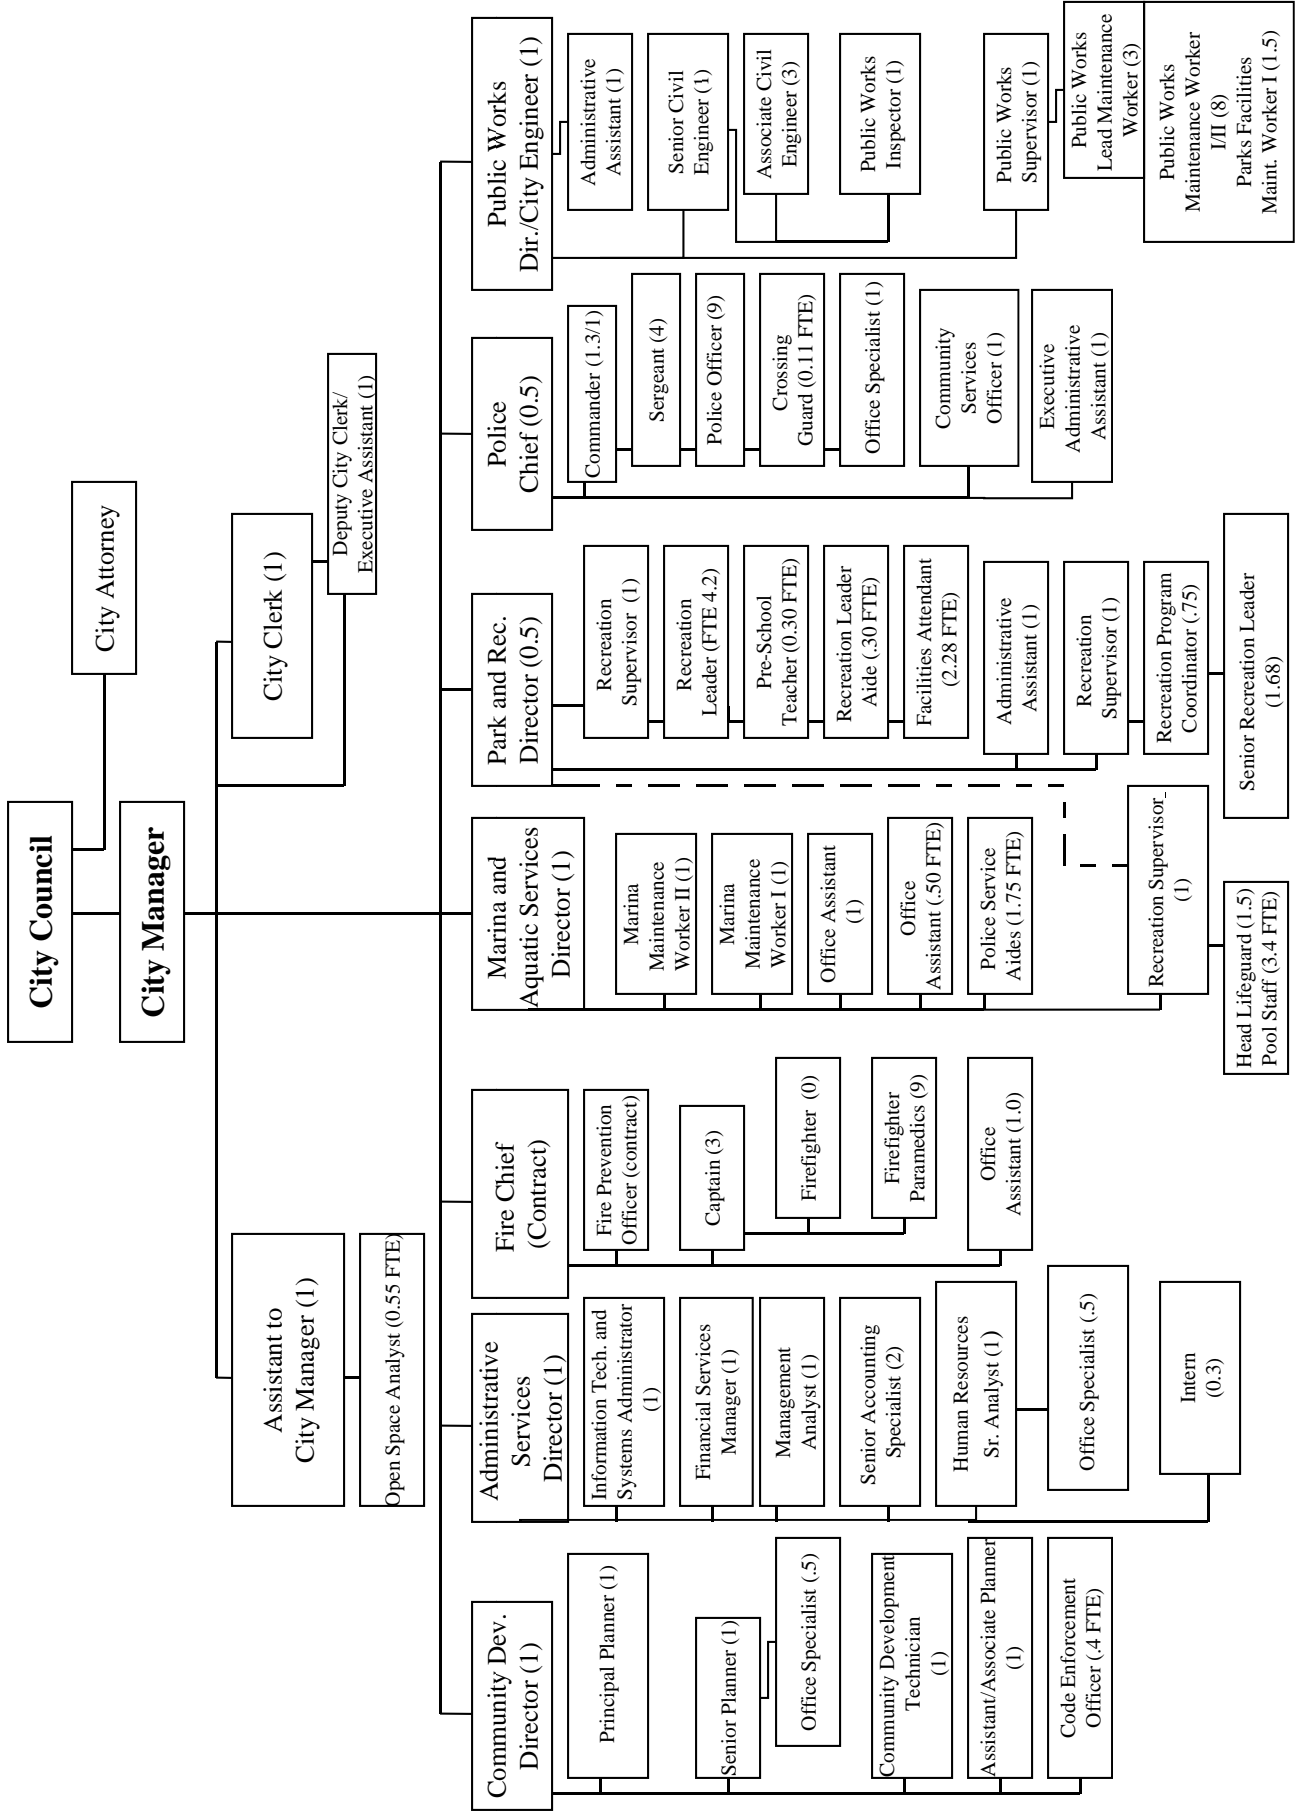 City Council
City Attorney
City Manager
Assistant to
City Manager (1)
Open Space Analyst (0.55 FTE)
City Clerk (1)
Deputy City Clerk/
Executive Assistant (1)
Community Dev.
Director (1)
Principal Planner (1)
Senior Planner (1)
Office Specialist (.5)
Community Development
Technician
(1)
Assistant/Associate Planner
(1)
Code Enforcement
Officer (.4 FTE)
Administrative
Services
Director (1)
Information Tech. and
Systems Administrator
(1)
Financial Services
Manager (1)
Management
Analyst (1)
Senior Accounting
Specialist (2)
Human Resources
Sr. Analyst (1)
Office Specialist (.5)
Intern
(0.3)
Fire Chief
(Contract)
Fire Prevention
Officer (contract)
Captain (3)
Firefighter (0)
Firefighter
Paramedics (9)
Office
Assistant (1.0)
Marina and
Aquatic Services
Director (1)
Marina
Maintenance
Worker II (1)
Marina
Maintenance
Worker I (1)
Office Assistant
(1)
Office
Assistant (.50 FTE)
Police Service
Aides (1.75 FTE)
Recreation Supervisor
(1)
Head Lifeguard (1.5)
Pool Staff (3.4 FTE)
Park and Rec.
Director (0.5)
Recreation
Supervisor (1)
Recreation
Leader (FTE 4.2)
Pre-School
Teacher (0.30 FTE)
Recreation Leader
Aide (.30 FTE)
Facilities Attendant
(2.28 FTE)
Administrative
Assistant (1)
Recreation
Supervisor (1)
Recreation Program
Coordinator (.75)
Senior Recreation Leader
(1.68)
Police
Chief (0.5)
Commander (1.3/1)
Sergeant (4)
Police Officer (9)
Crossing
Guard (0.11 FTE)
Office Specialist (1)
Community
Services
Officer (1)
Executive
Administrative
Assistant (1)
Public Works
Dir./City Engineer (1)
Administrative
Assistant (1)
Senior Civil
Engineer (1)
Associate Civil
Engineer (3)
Public Works
Inspector (1)
Public Works
Supervisor (1)
Public Works
Lead Maintenance
Worker (3)
Public Works
Maintenance Worker
I/II (8)
Parks Facilities
Maint. Worker I (1.5)